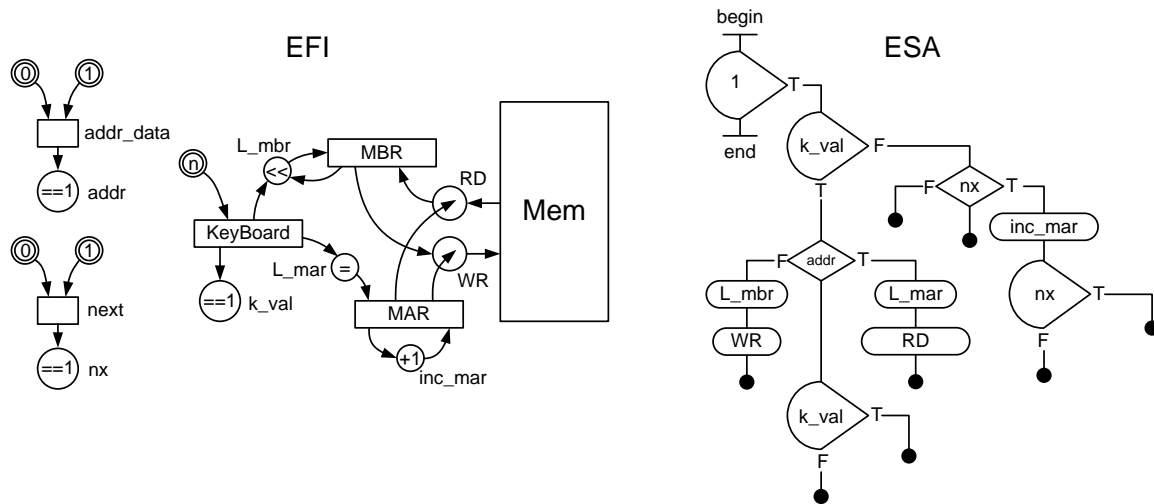 EFI
0 1
addr_data
==1 addr
0 1
next
==1 nx
n
L_mbr
<<
MBR
RD
Mem
KeyBoard
L_mar =
WR
==1 k_val
MAR
+1
inc_mar
ESA
begin
1 T
end
k_val F
T
F nx T
inc_mar
F addr T
L_mbr L_mar
WR RD
nx T
F
k_val T
F